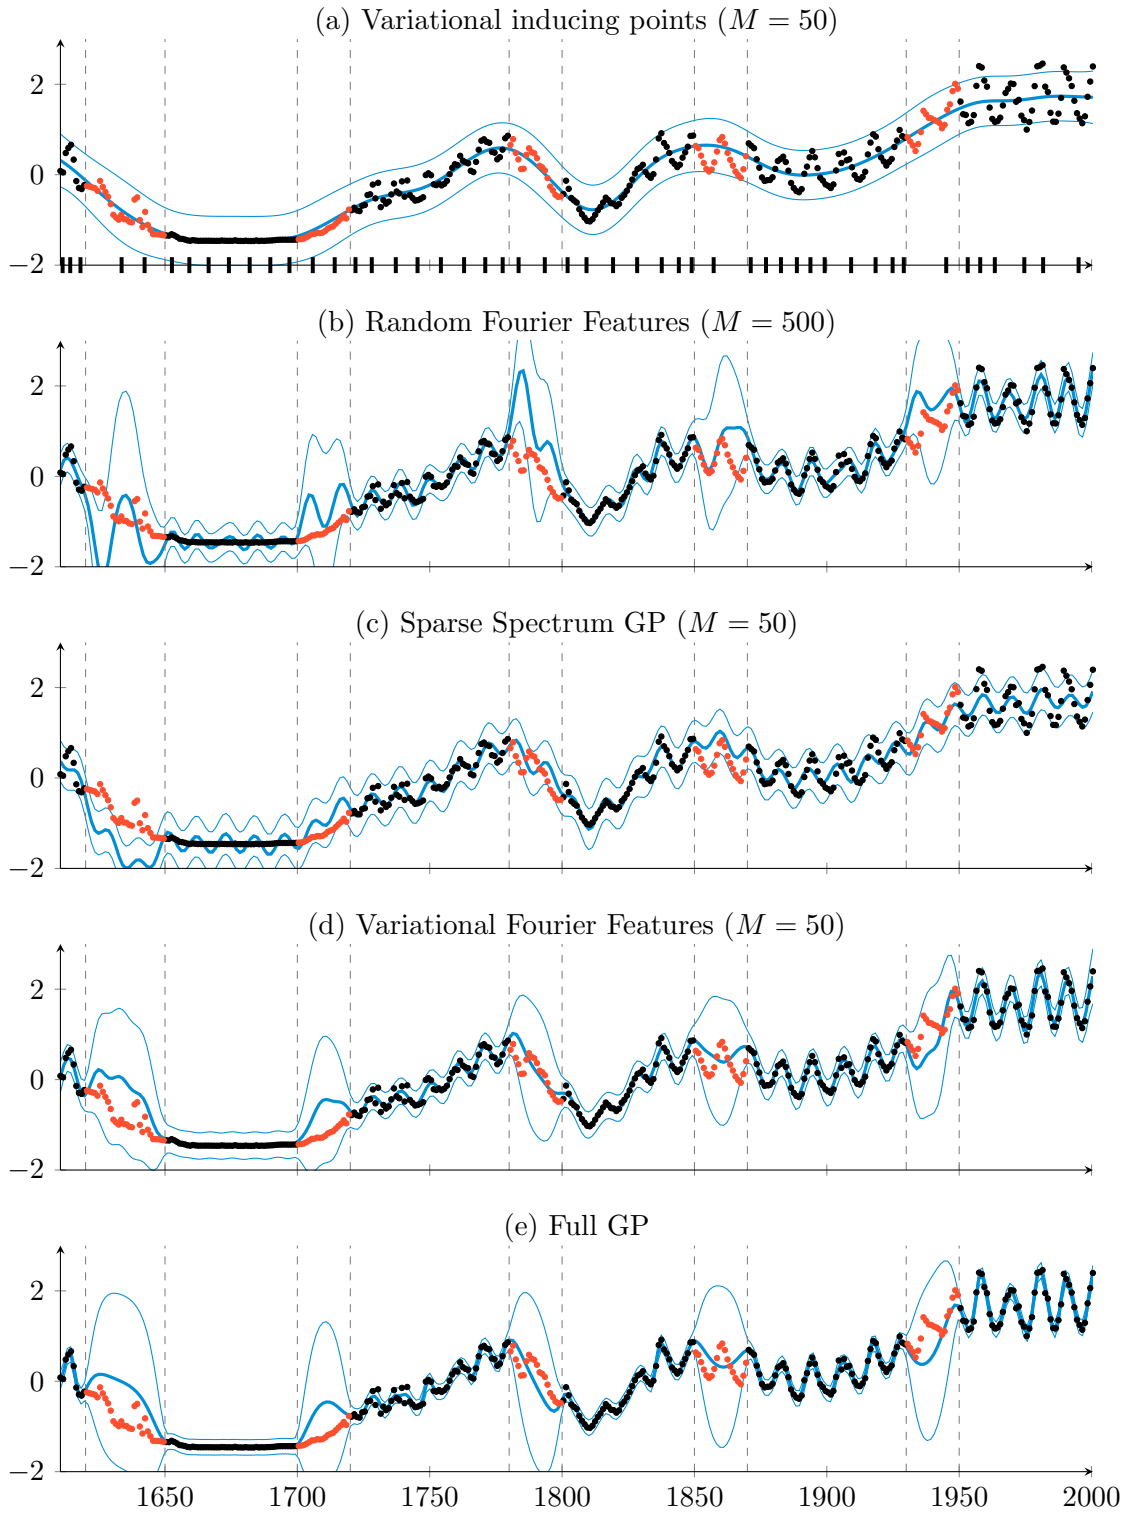 (a) Variational inducing points (M = 50)
2
0
−2
(b) Random Fourier Features (M = 500)
2
0
−2
(c) Sparse Spectrum GP (M = 50)
2
0
−2
(d) Variational Fourier Features (M = 50)
2
0
−2
(e) Full GP
2
0
−2
1650 1700 1750 1800 1850 1900 1950 2000